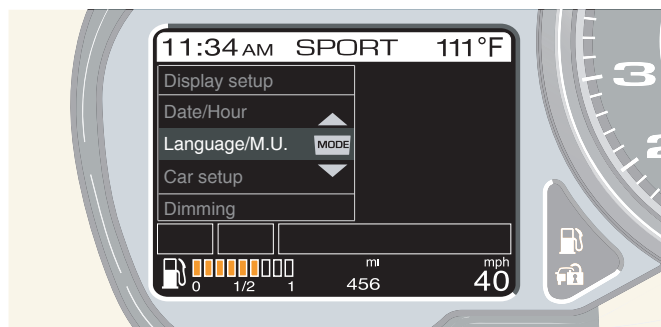 11:34 AM SPORT 111°F
Display setup
Date/Hour
Language/M.U.
MODE
Car setup
Dimming
0 1/2 1
mi
456
mph
40
3
2